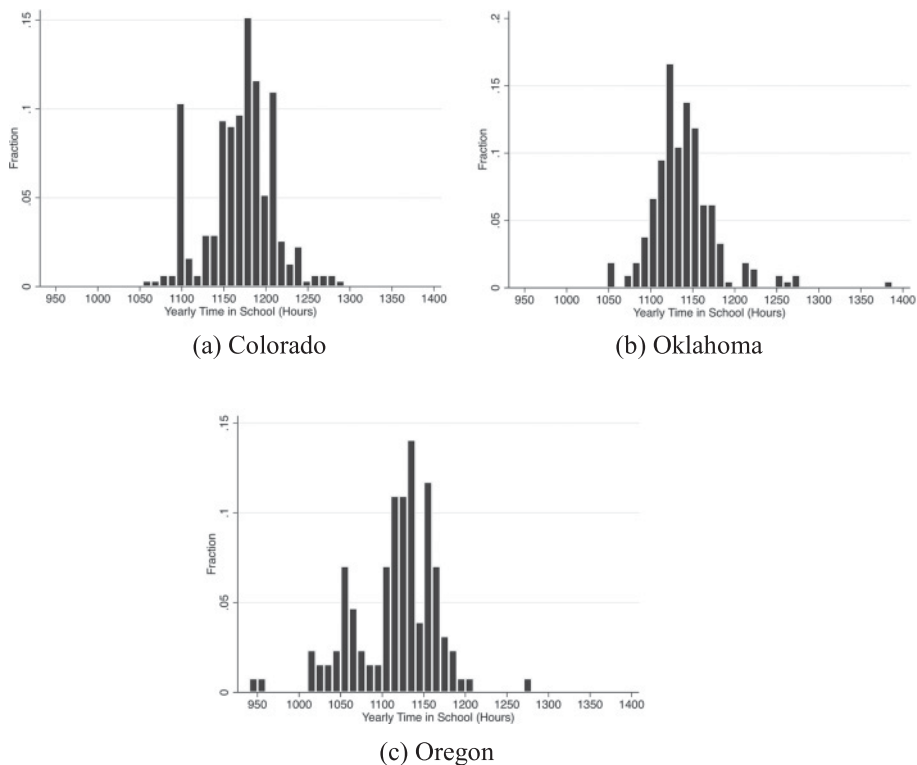 .15
.1
.05
0
Fraction
950 1000 1050 1100 1150 1200 1250 1300 1350 1400
Yearly Time in School (Hours)
(a) Colorado
.2
.15
.1
.05
0
Fraction
950 1000 1050 1100 1150 1200 1250 1300 1350 1400
Yearly Time in School (Hours)
(b) Oklahoma
.15
.1
.05
0
Fraction
950 1000 1050 1100 1150 1200 1250 1300 1350 1400
Yearly Time in School (Hours)
(c) Oregon